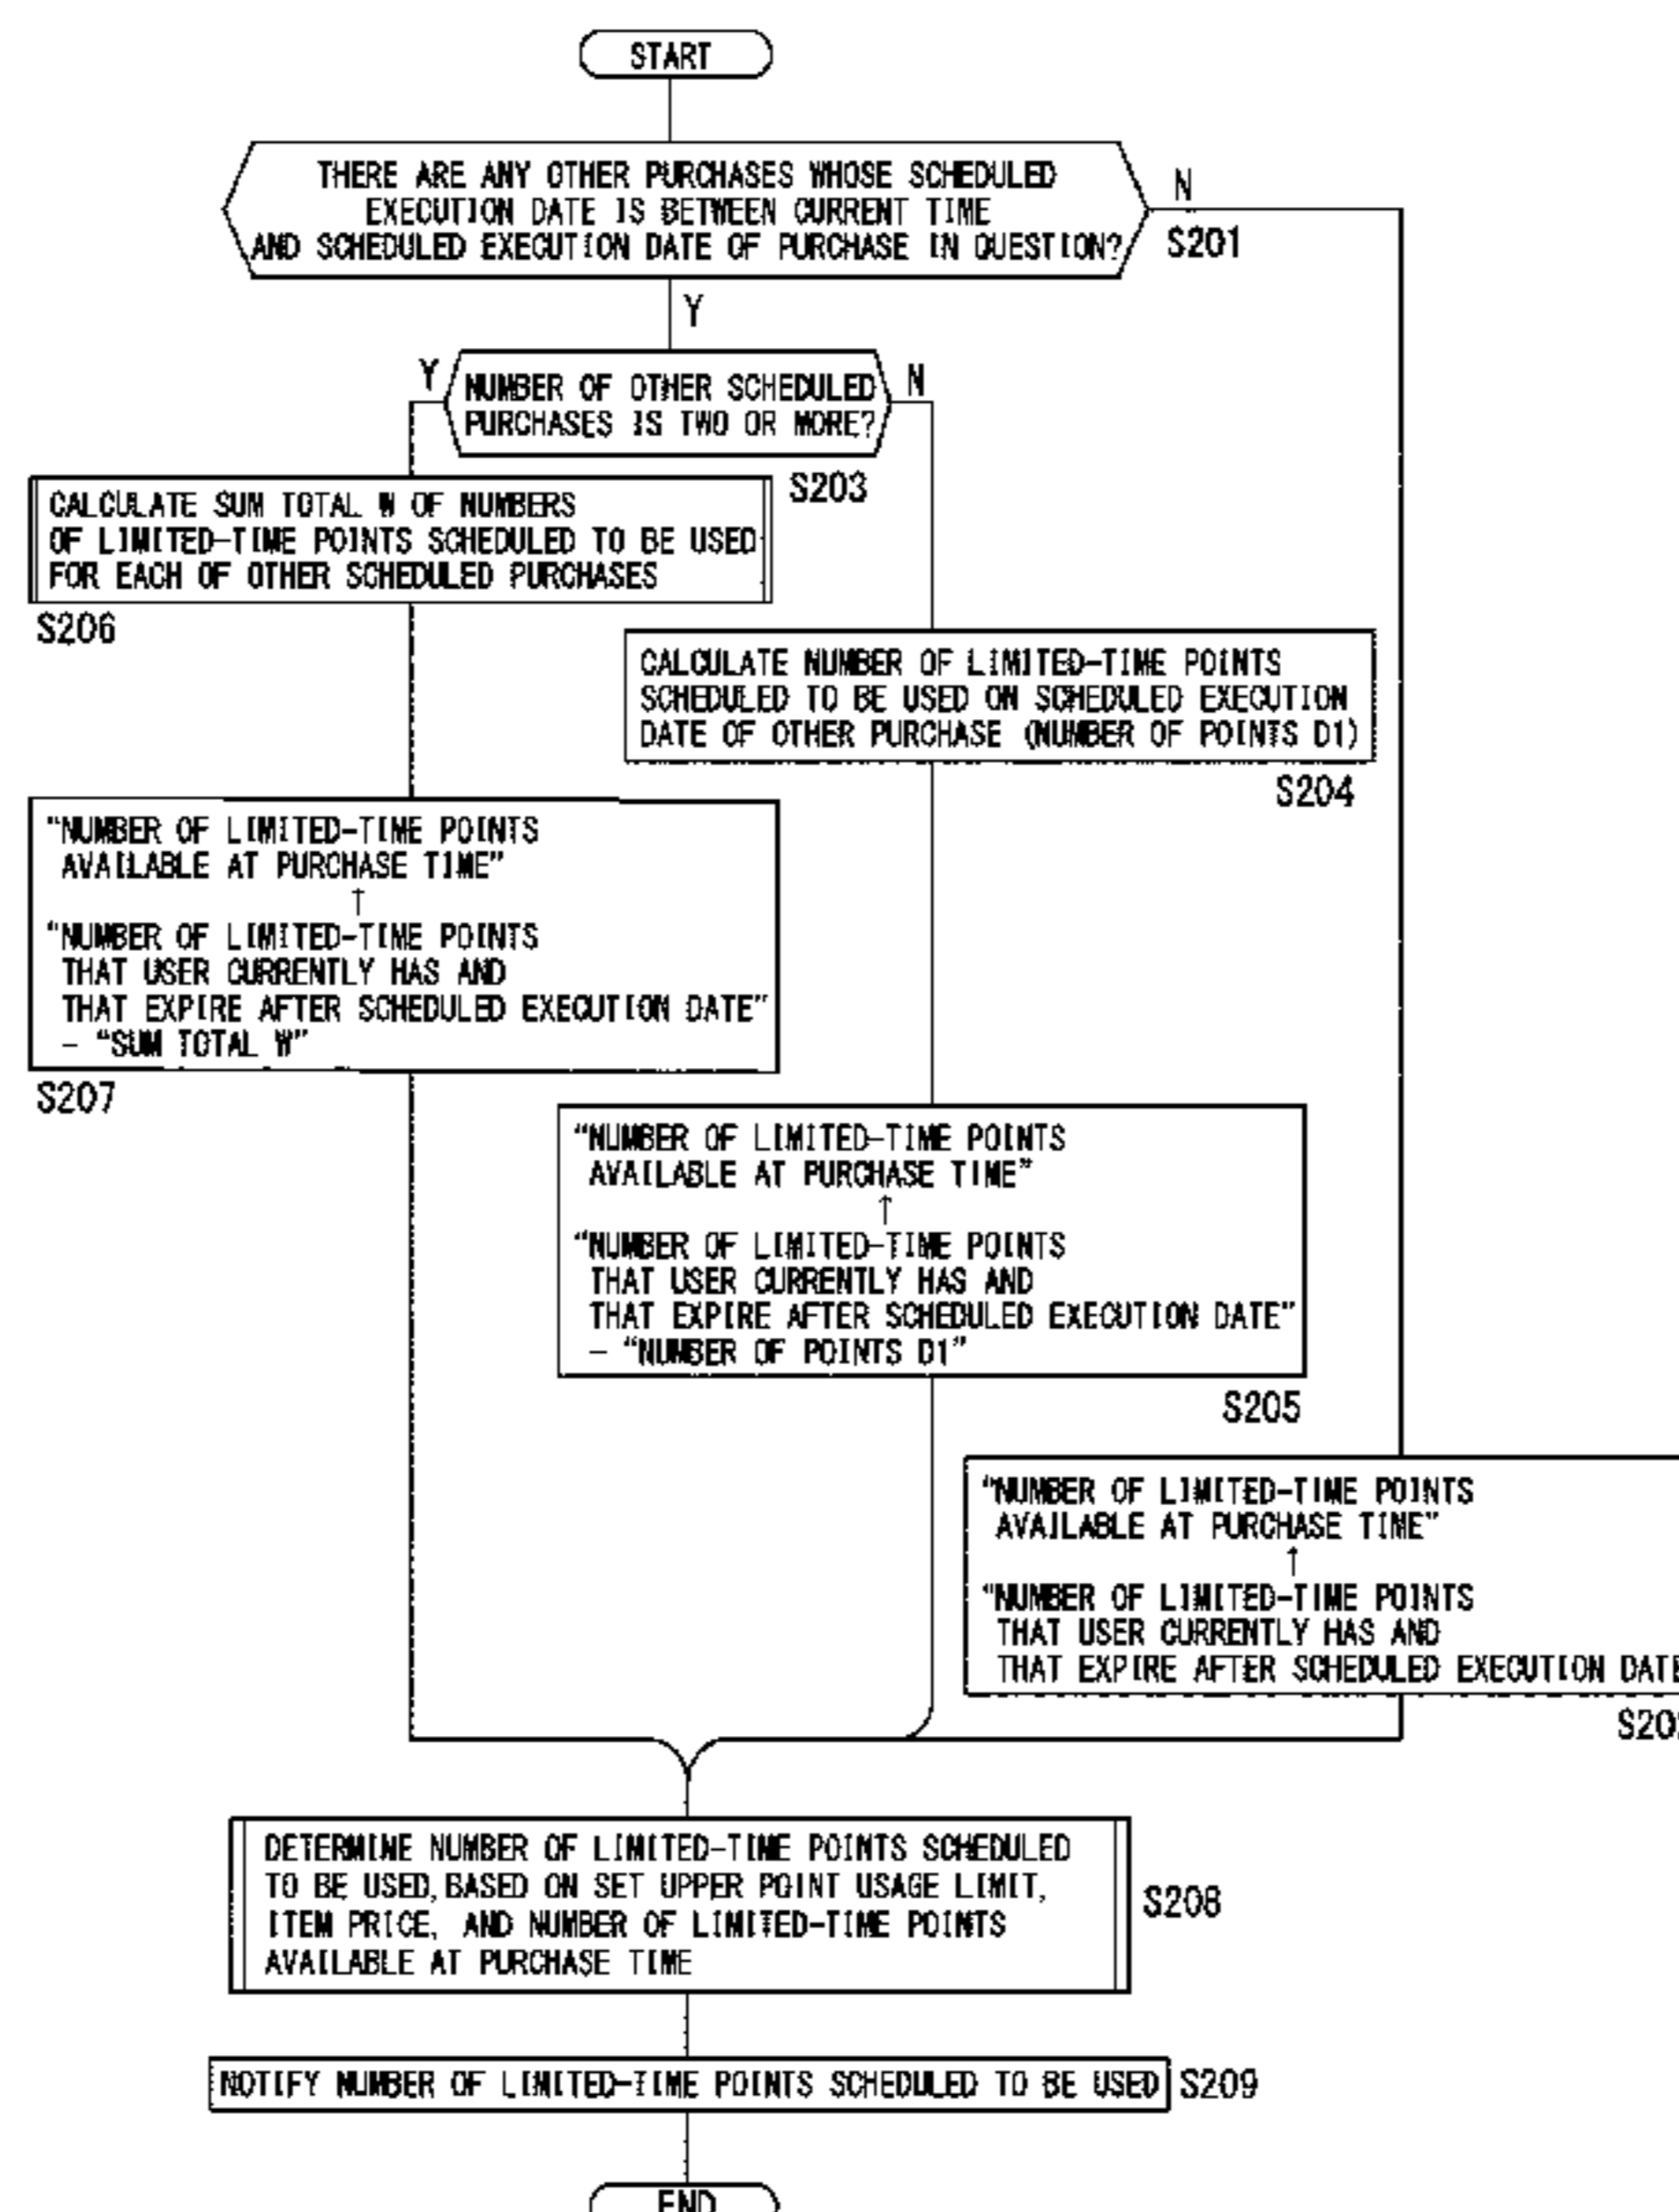 START
THERE ARE ANY OTHER PURCHASES WHOSE SCHEDULED
EXECUTION DATE IS BETWEEN CURRENT TIME
AND SCHEDULED EXECUTION DATE OF PURCHASE IN QUESTION?
N
S201
Y
Y
NUMBER OF OTHER SCHEDULED
PURCHASES IS TWO OR MORE?
N
S203
CALCULATE SUM TOTAL W OF NUMBERS
OF LIMITED-TIME POINTS SCHEDULED TO BE USED
FOR EACH OF OTHER SCHEDULED PURCHASES
S206
CALCULATE NUMBER OF LIMITED-TIME POINTS
SCHEDULED TO BE USED ON SCHEDULED EXECUTION
DATE OF OTHER PURCHASE (NUMBER OF POINTS D1)
S204
“NUMBER OF LIMITED-TIME POINTS
AVAILABLE AT PURCHASE TIME”
↑
“NUMBER OF LIMITED-TIME POINTS
THAT USER CURRENTLY HAS AND
THAT EXPIRE AFTER SCHEDULED EXECUTION DATE”
– “SUM TOTAL W”
S207
“NUMBER OF LIMITED-TIME POINTS
AVAILABLE AT PURCHASE TIME”
↑
“NUMBER OF LIMITED-TIME POINTS
THAT USER CURRENTLY HAS AND
THAT EXPIRE AFTER SCHEDULED EXECUTION DATE”
– “NUMBER OF POINTS D1”
S205
“NUMBER OF LIMITED-TIME POINTS
AVAILABLE AT PURCHASE TIME”
↑
“NUMBER OF LIMITED-TIME POINTS
THAT USER CURRENTLY HAS AND
THAT EXPIRE AFTER SCHEDULED EXECUTION DATE
S202
DETERMINE NUMBER OF LIMITED-TIME POINTS SCHEDULED
TO BE USED, BASED ON SET UPPER POINT USAGE LIMIT,
ITEM PRICE, AND NUMBER OF LIMITED-TIME POINTS
AVAILABLE AT PURCHASE TIME
S208
NOTIFY NUMBER OF LIMITED-TIME POINTS SCHEDULED TO BE USED
S209
END